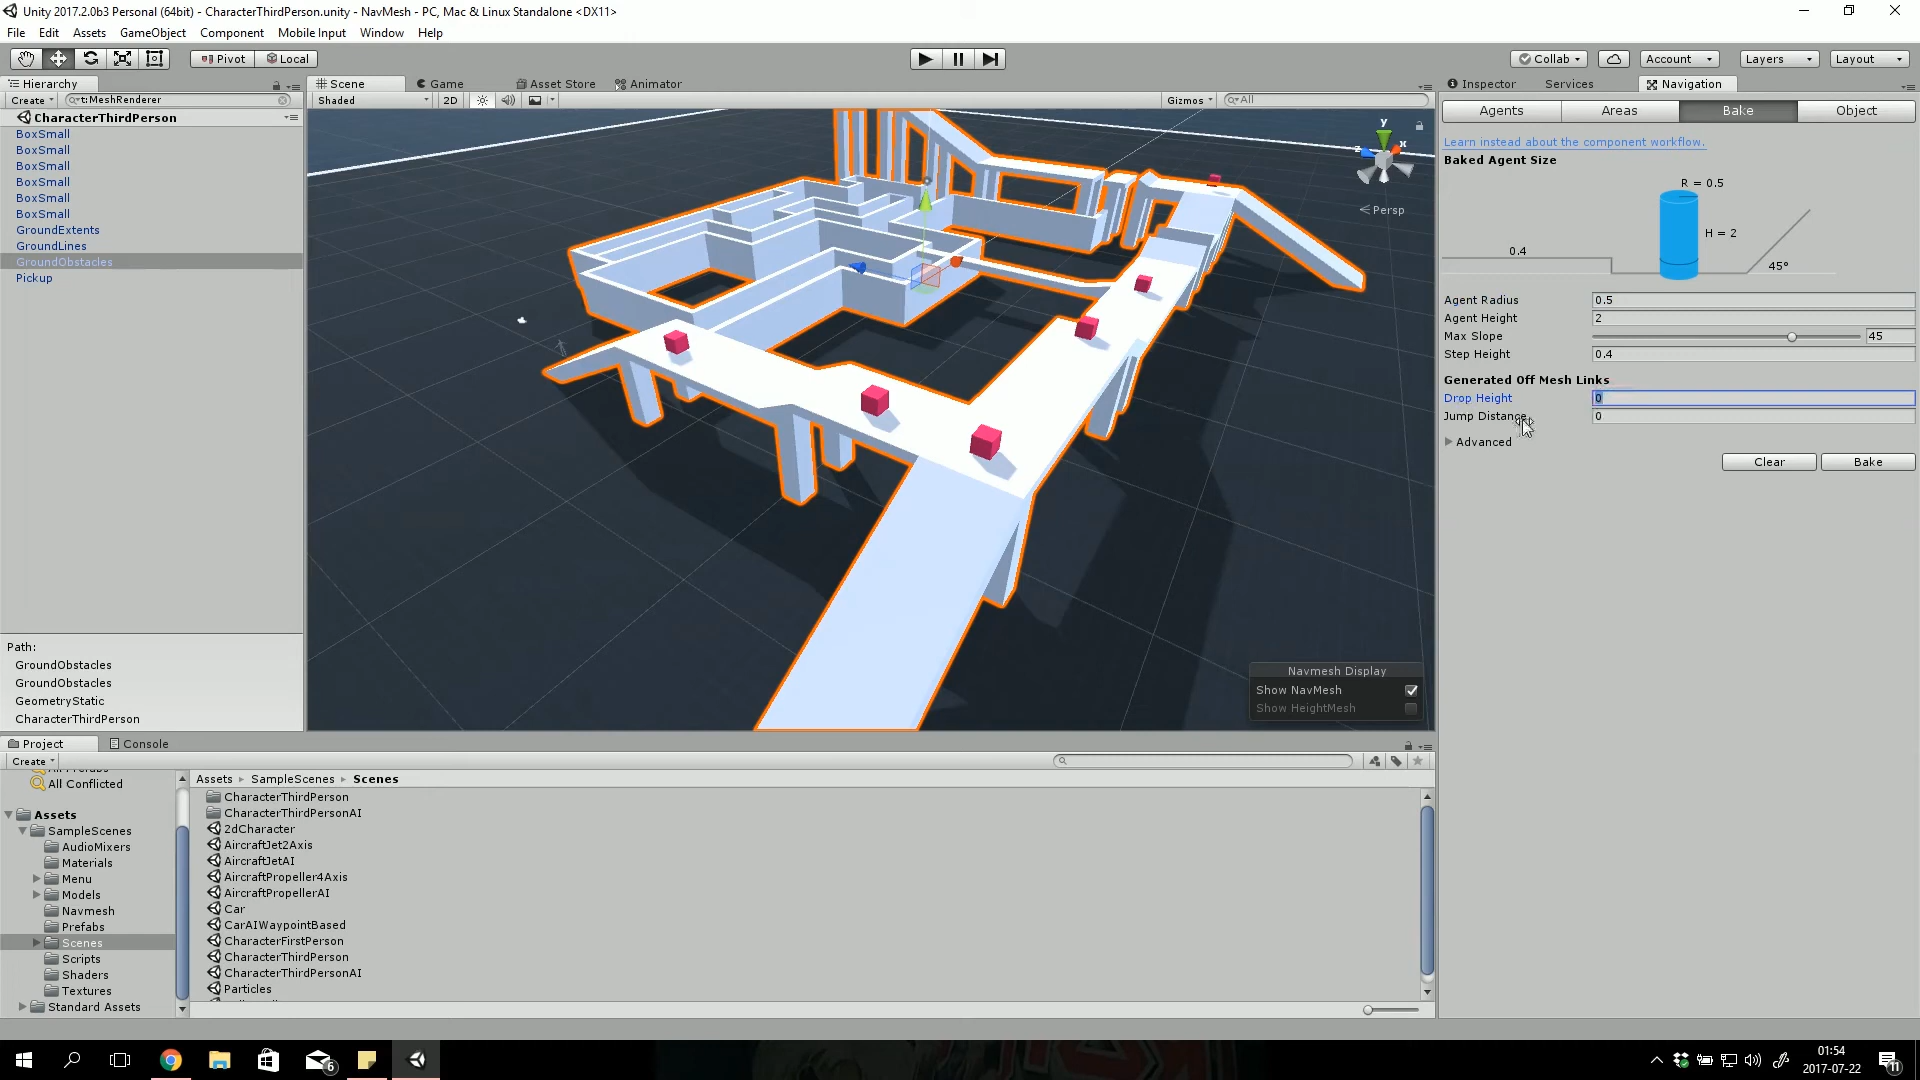 Unity 2017.2.0b3 Personal (64bit) - CharacterThirdPerson.unity - NavMesh - PC, Mac & Linux Standalone <DX11>
File Edit Assets GameObject Component Mobile Input Window Help
Pivot Local Collab Account Layers Layout
Hierarchy Scene Game Asset Store Animator Inspector Services Navigation
Create t:MeshRenderer Shaded 2D Gizmos All
Agents Areas Bake Object
CharacterThirdPerson
BoxSmall
BoxSmall
BoxSmall
BoxSmall
BoxSmall
BoxSmall
GroundExtents
GroundLines
GroundObstacles
Pickup
y
x
z
Persp
Learn instead about the component workflow.
Baked Agent Size
R = 0.5
H = 2
0.4
45°
Agent Radius 0.5
Agent Height 2
Max Slope 45
Step Height 0.4
Generated Off Mesh Links
Drop Height 0
Jump Distance 0
Advanced
Clear Bake
Navmesh Display
Show NavMesh
Show HeightMesh
Path:
GroundObstacles
GroundObstacles
GeometryStatic
CharacterThirdPerson
Project Console
Create
All Conflicted
Assets
SampleScenes
AudioMixers
Materials
Menu
Models
Navmesh
Prefabs
Scenes
Scripts
Shaders
Textures
Standard Assets
Assets SampleScenes Scenes
CharacterThirdPerson
CharacterThirdPersonAI
2dCharacter
AircraftJet2Axis
AircraftJetAI
AircraftPropeller4Axis
AircraftPropellerAI
Car
CarAIWaypointBased
CharacterFirstPerson
CharacterThirdPerson
CharacterThirdPersonAI
Particles
6
01:54
2017-07-22
11